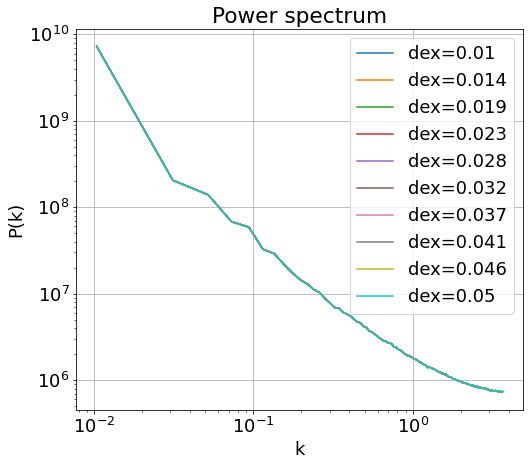 Power spectrum
P(k)
10^10
10^9
10^8
10^7
10^6
dex=0.01
dex=0.014
dex=0.019
dex=0.023
dex=0.028
dex=0.032
dex=0.037
dex=0.041
dex=0.046
dex=0.05
10^−2
10^−1
10^0
k